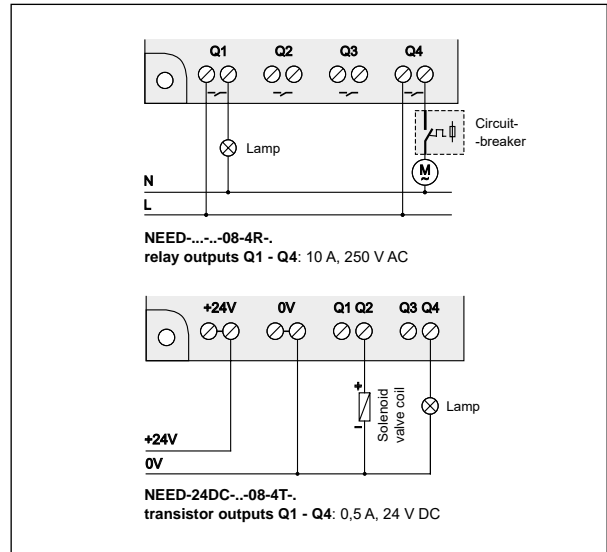 Q1 Q2 Q3 Q4
Circuit-
-breaker
Lamp
M
~
N
L
NEED-...-..-08-4R-.
relay outputs Q1 - Q4: 10 A, 250 V AC
+24V 0V Q1 Q2 Q3 Q4
+
Solenoid
valve coil
–
Lamp
+24V
0V
NEED-24DC-..-08-4T-.
transistor outputs Q1 - Q4: 0,5 A, 24 V DC